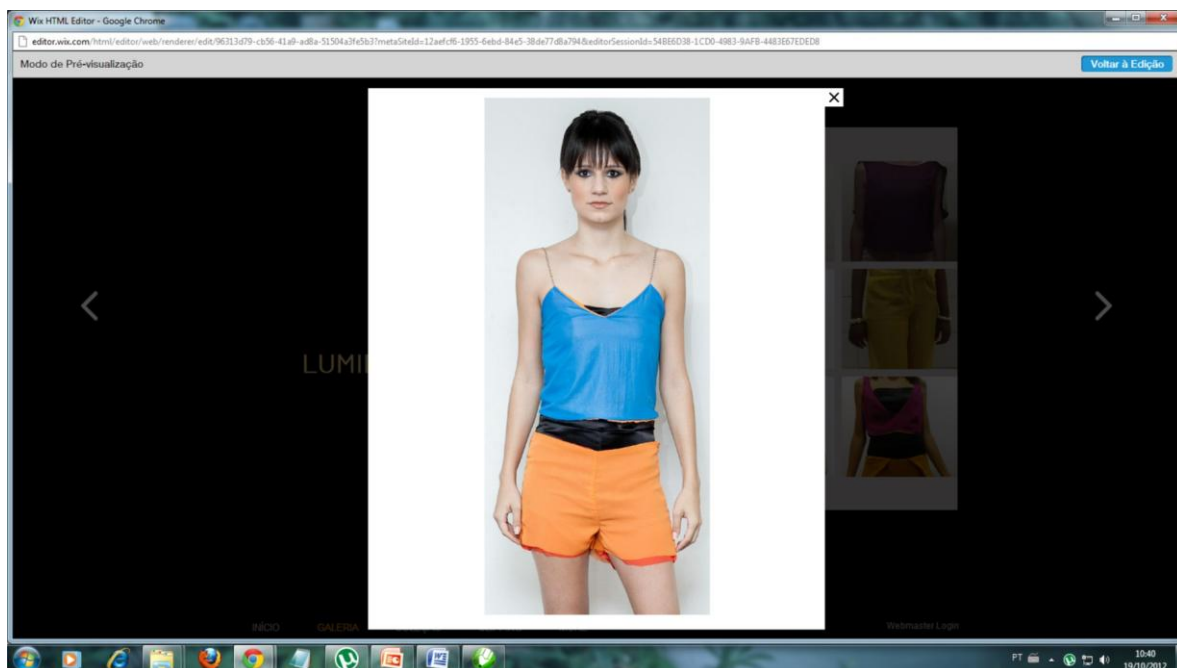 Wix HTML Editor - Google Chrome
editor.wix.com/html/editor/web/renderer/edit/96313d79-cb56-41a9-ad8a-51504a3fe5b3?metaSiteId=12aefcf6-1955-6ebd-84e5-38de77d8a794&editorSessionId=54BE6D38-1CD0-4983-9AFB-4483E67EDED8
Modo de Pré-visualização
Voltar à Edição
LUMI
INÍCIO GALERIA
Webmaster Login
PT
10:40
19/10/2012